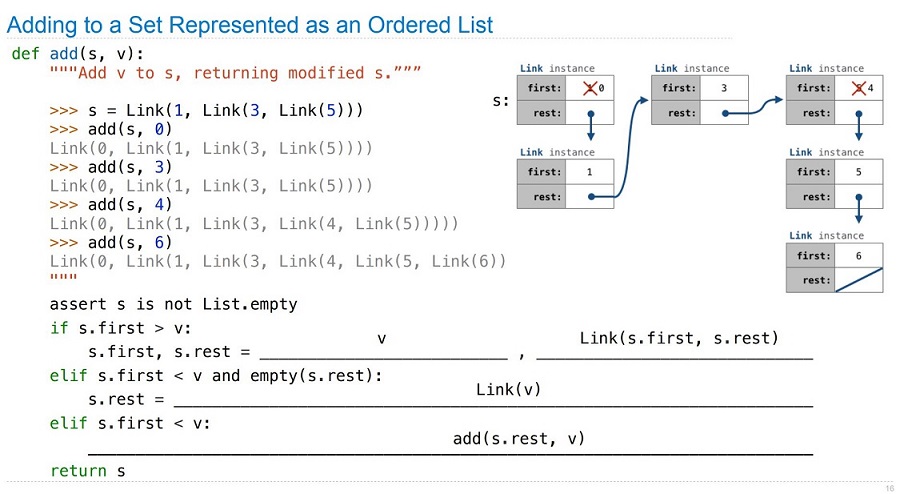 Adding to a Set Represented as an Ordered List
def add(s, v):
"""Add v to s, returning modified s."""
>>> s = Link(1, Link(3, Link(5)))
>>> add(s, 0)
Link(0, Link(1, Link(3, Link(5))))
>>> add(s, 3)
Link(0, Link(1, Link(3, Link(5))))
>>> add(s, 4)
Link(0, Link(1, Link(3, Link(4, Link(5)))))
>>> add(s, 6)
Link(0, Link(1, Link(3, Link(4, Link(5, Link(6))
"""
assert s is not List.empty
if s.first > v:
s.first, s.rest = v , Link(s.first, s.rest)
elif s.first < v and empty(s.rest):
s.rest = Link(v)
elif s.first < v:
add(s.rest, v)
return s
s:
Link instance
first: 1 0
rest:
Link instance
first: 1
rest:
Link instance
first: 3
rest:
Link instance
first: 5 4
rest:
Link instance
first: 5
rest:
Link instance
first: 6
rest:
16